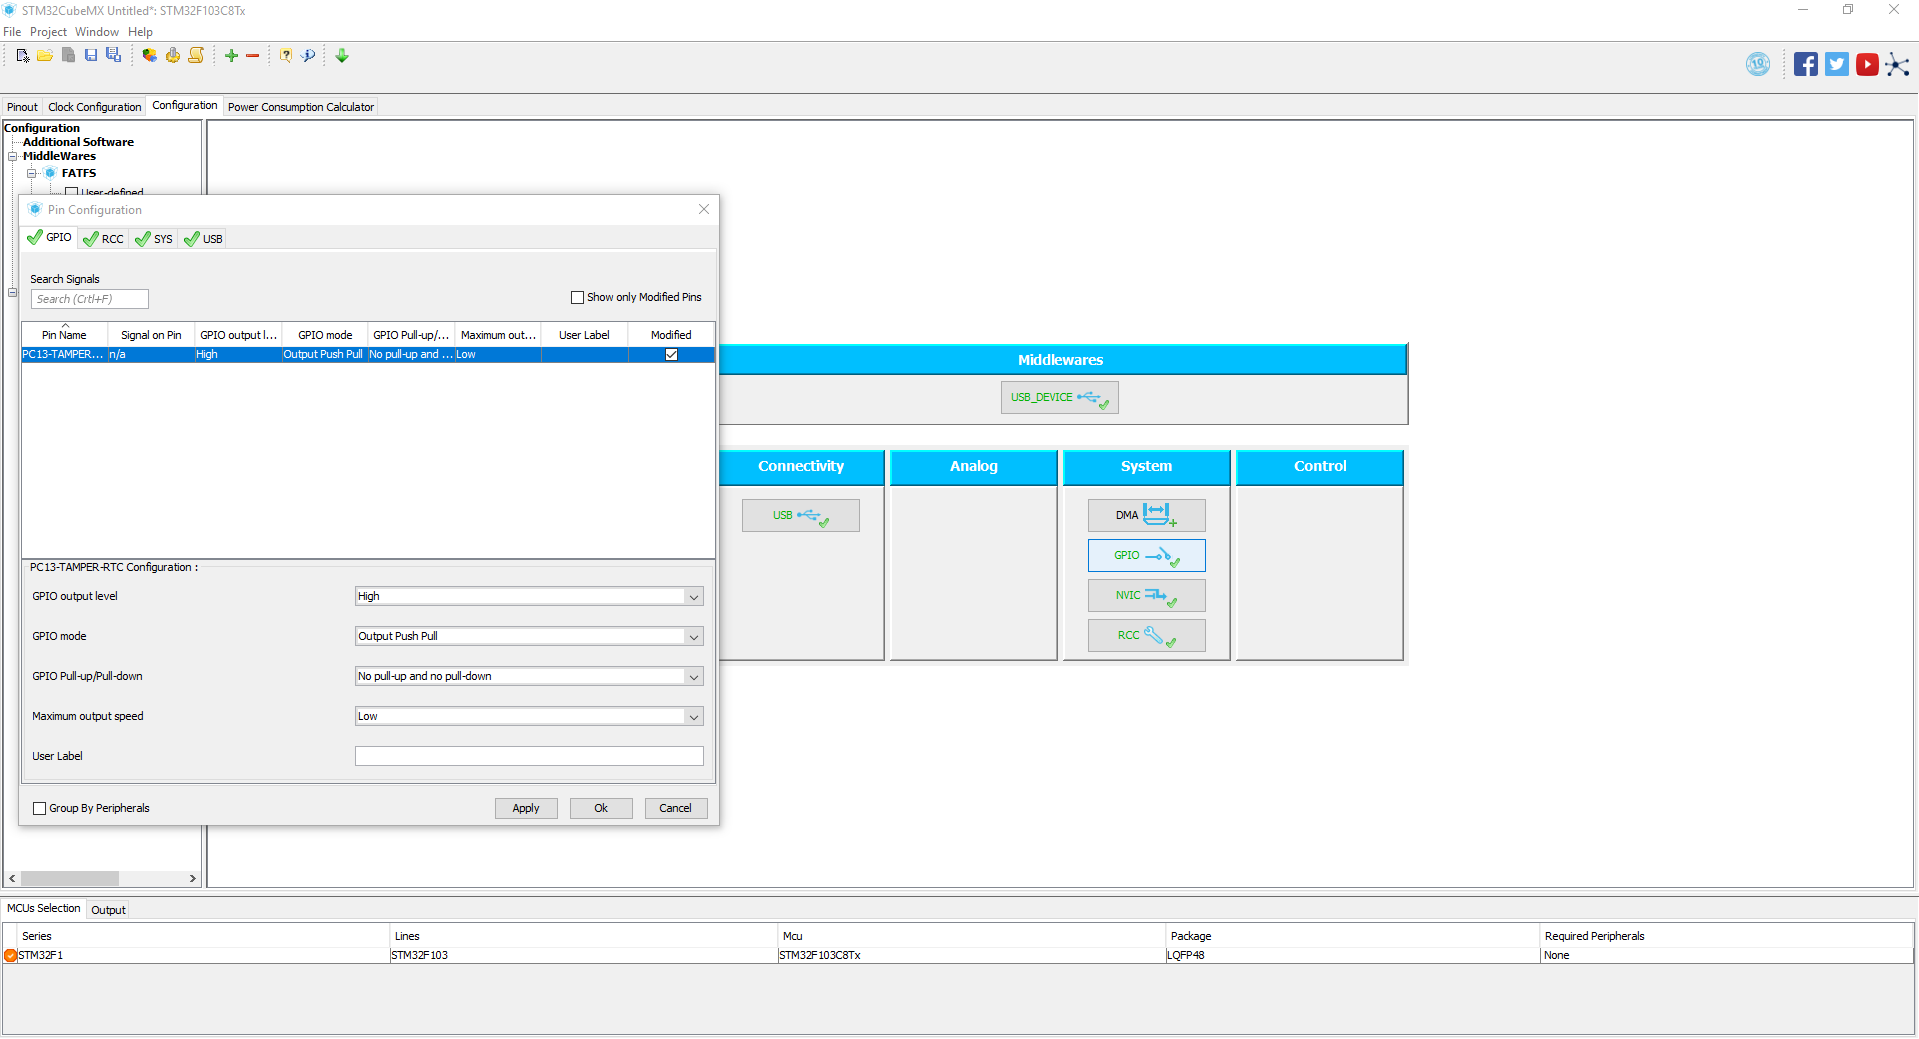 STM32CubeMX Untitled*: STM32F103C8Tx
File Project Window Help
10
Pinout Clock Configuration Configuration Power Consumption Calculator
Configuration
Additional Software
MiddleWares
FATFS
User-defined
Pin Configuration
GPIO RCC SYS USB
Search Signals
Search (Crtl+F)
Show only Modified Pins
Pin Name Signal on Pin GPIO output l... GPIO mode GPIO Pull-up/... Maximum out... User Label Modified
PC13-TAMPER... n/a High Output Push Pull No pull-up and ... Low
PC13-TAMPER-RTC Configuration :
GPIO output level High
GPIO mode Output Push Pull
GPIO Pull-up/Pull-down No pull-up and no pull-down
Maximum output speed Low
User Label
Group By Peripherals Apply Ok Cancel
Middlewares
USB_DEVICE
Connectivity Analog System Control
USB DMA
GPIO
NVIC
RCC
MCUs Selection Output
Series Lines Mcu Package Required Peripherals
STM32F1 STM32F103 STM32F103C8Tx LQFP48 None